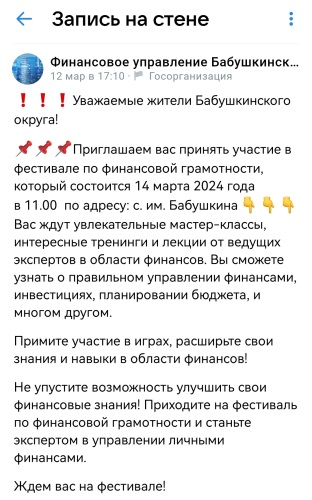 Запись на стене
Финансовое управление Бабушкинск...
12 мар в 17:10 · Госорганизация
❗❗❗Уважаемые жители Бабушкинского
округа!
📌📌📌Приглашаем вас принять участие в
фестивале по финансовой грамотности,
который состоится 14 марта 2024 года
в 11.00 по адресу: с. им. Бабушкина👇👇👇
Вас ждут увлекательные мастер-классы,
интересные тренинги и лекции от ведущих
экспертов в области финансов. Вы сможете
узнать о правильном управлении финансами,
инвестициях, планировании бюджета, и
многом другом.
Примите участие в играх, расширьте свои
знания и навыки в области финансов!
Не упустите возможность улучшить свои
финансовые знания! Приходите на фестиваль
по финансовой грамотности и станьте
экспертом в управлении личными
финансами.
Ждем вас на фестивале!